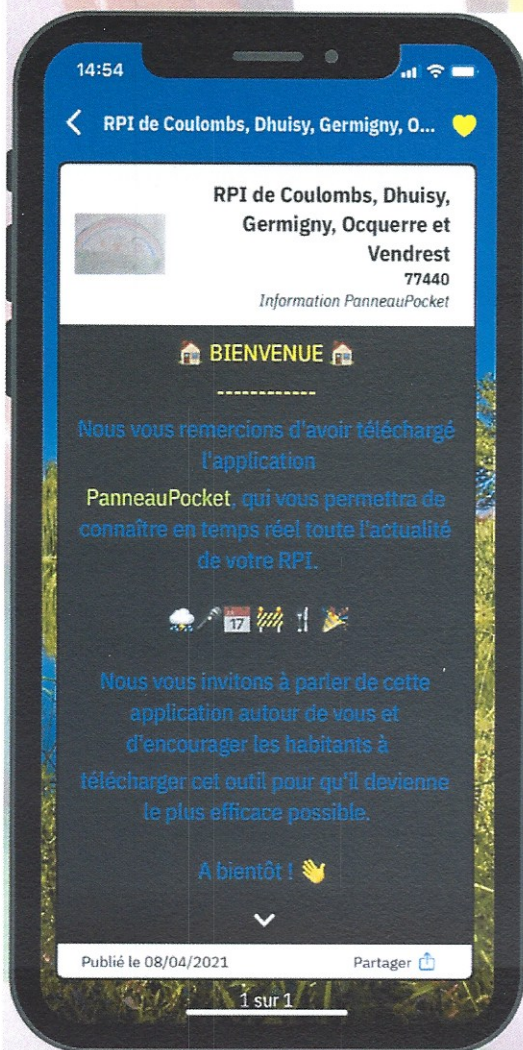 14:54
RPI de Coulombs, Dhuisy, Germigny, O...
RPI de Coulombs, Dhuisy,
Germigny, Ocquerre et
Vendrest
77440
Information PanneauPocket
BIENVENUE
------------
Nous vous remercions d'avoir téléchargé
l'application
PanneauPocket, qui vous permettra de
connaître en temps réel toute l'actualité
de votre RPI.
17
Nous vous invitons à parler de cette
application autour de vous et
d'encourager les habitants à
télécharger cet outil pour qu'il devienne
le plus efficace possible.
A bientôt !
Publié le 08/04/2021
Partager
1 sur 1